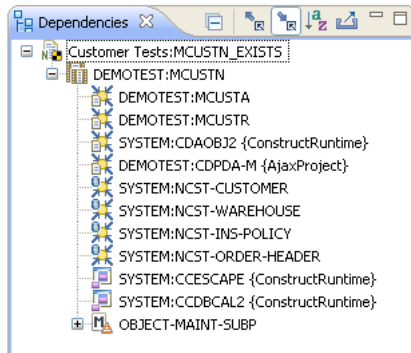 Dependencies
Customer Tests:MCUSTN_EXISTS
DEMOTEST:MCUSTN
DEMOTEST:MCUSTA
DEMOTEST:MCUSTR
SYSTEM:CDAOBJ2 {ConstructRuntime}
DEMOTEST:CDPDA-M {AjaxProject}
SYSTEM:NCST-CUSTOMER
SYSTEM:NCST-WAREHOUSE
SYSTEM:NCST-INS-POLICY
SYSTEM:NCST-ORDER-HEADER
SYSTEM:CCESCAPE {ConstructRuntime}
SYSTEM:CCDBCAL2 {ConstructRuntime}
OBJECT-MAINT-SUBP